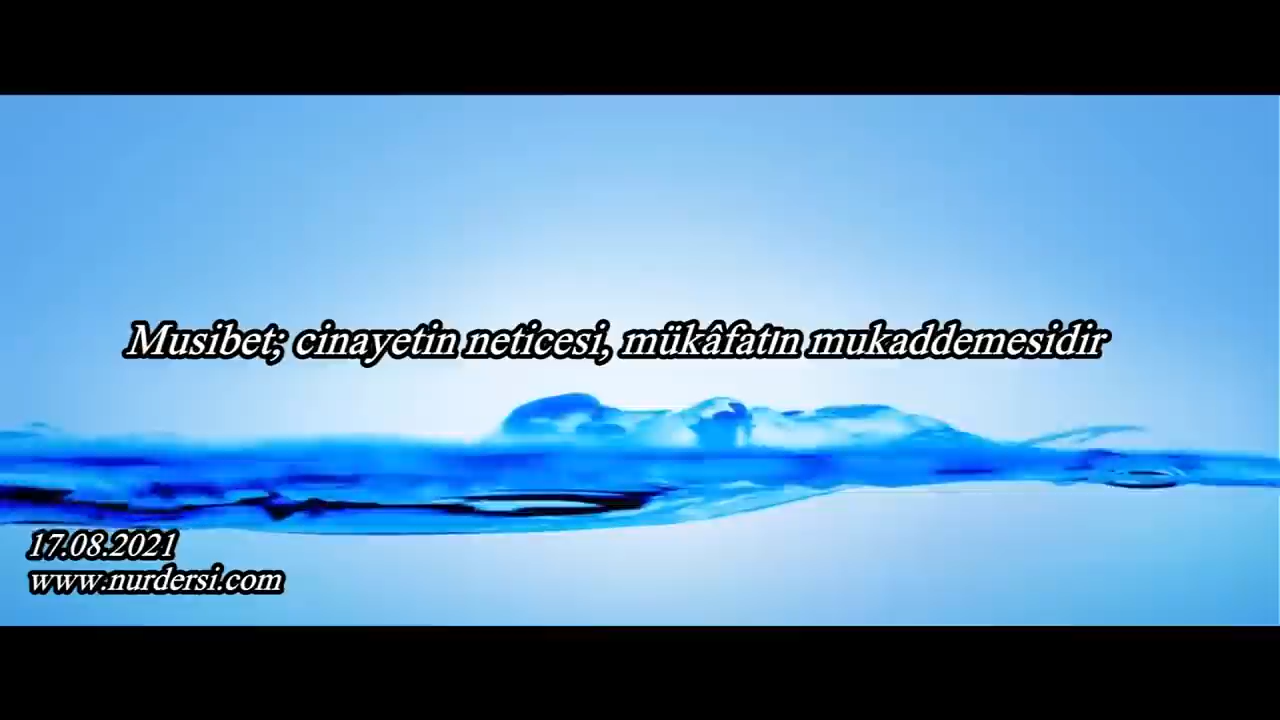 Musibet; cinayetin neticesi, mükâfatın mukaddemesidir
17.08.2021
www.nurdersi.com